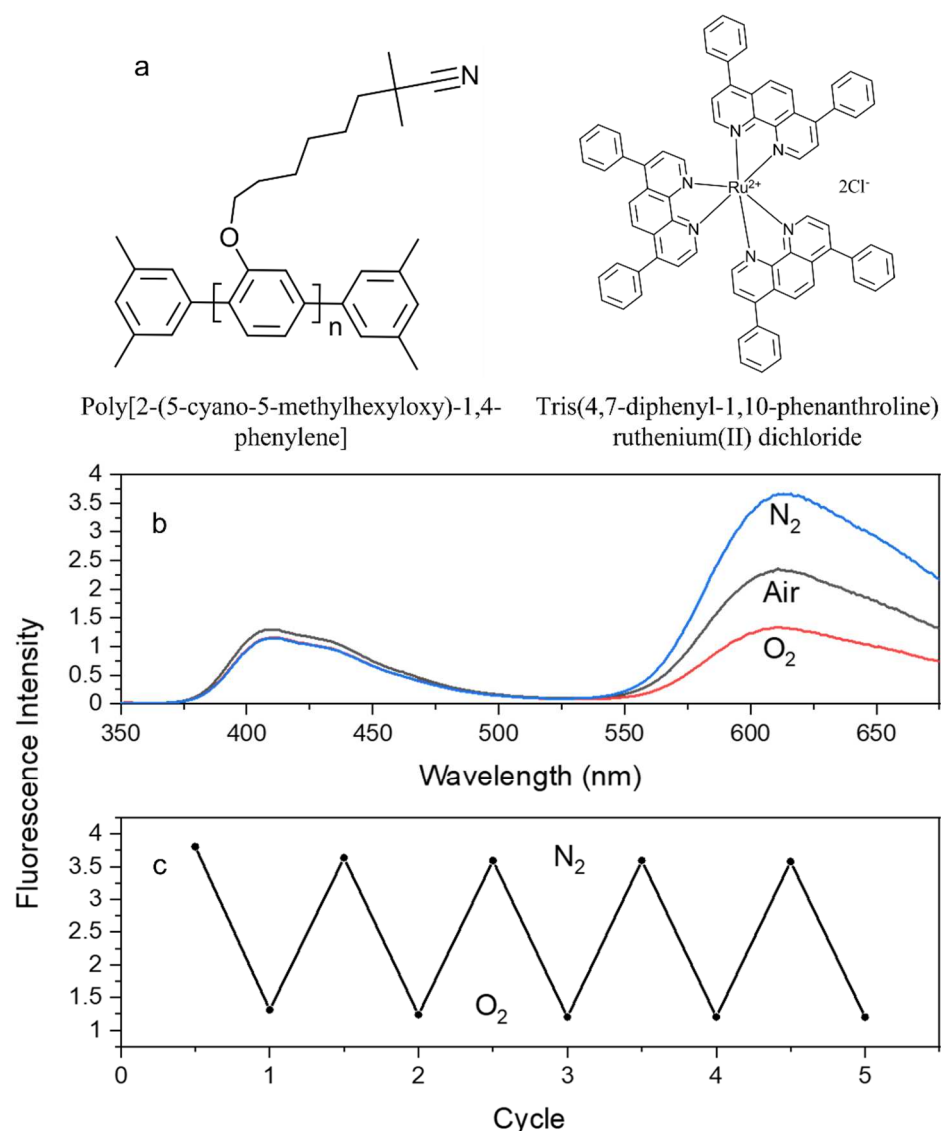 a
N
O
n
N
N
N
N
N
N
Ru2+
2Cl-
Poly[2-(5-cyano-5-methylhexyloxy)-1,4-
phenylene]
Tris(4,7-diphenyl-1,10-phenanthroline)
ruthenium(II) dichloride
Fluorescence Intensity
b
4
3.5
3
2.5
2
1.5
1
0.5
0
N2
Air
O2
350
400
450
500
550
600
650
Wavelength (nm)
c
4
3.5
3
2.5
2
1.5
1
N2
O2
0
1
2
3
4
5
Cycle